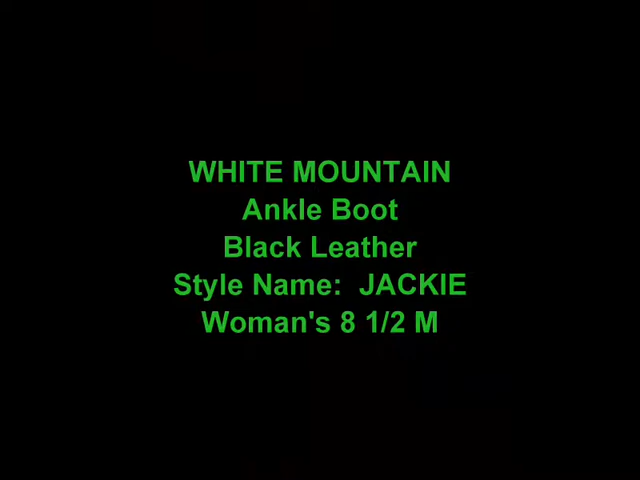 WHITE MOUNTAIN
Ankle Boot
Black Leather
Style Name:  JACKIE
Woman's 8 1/2 M